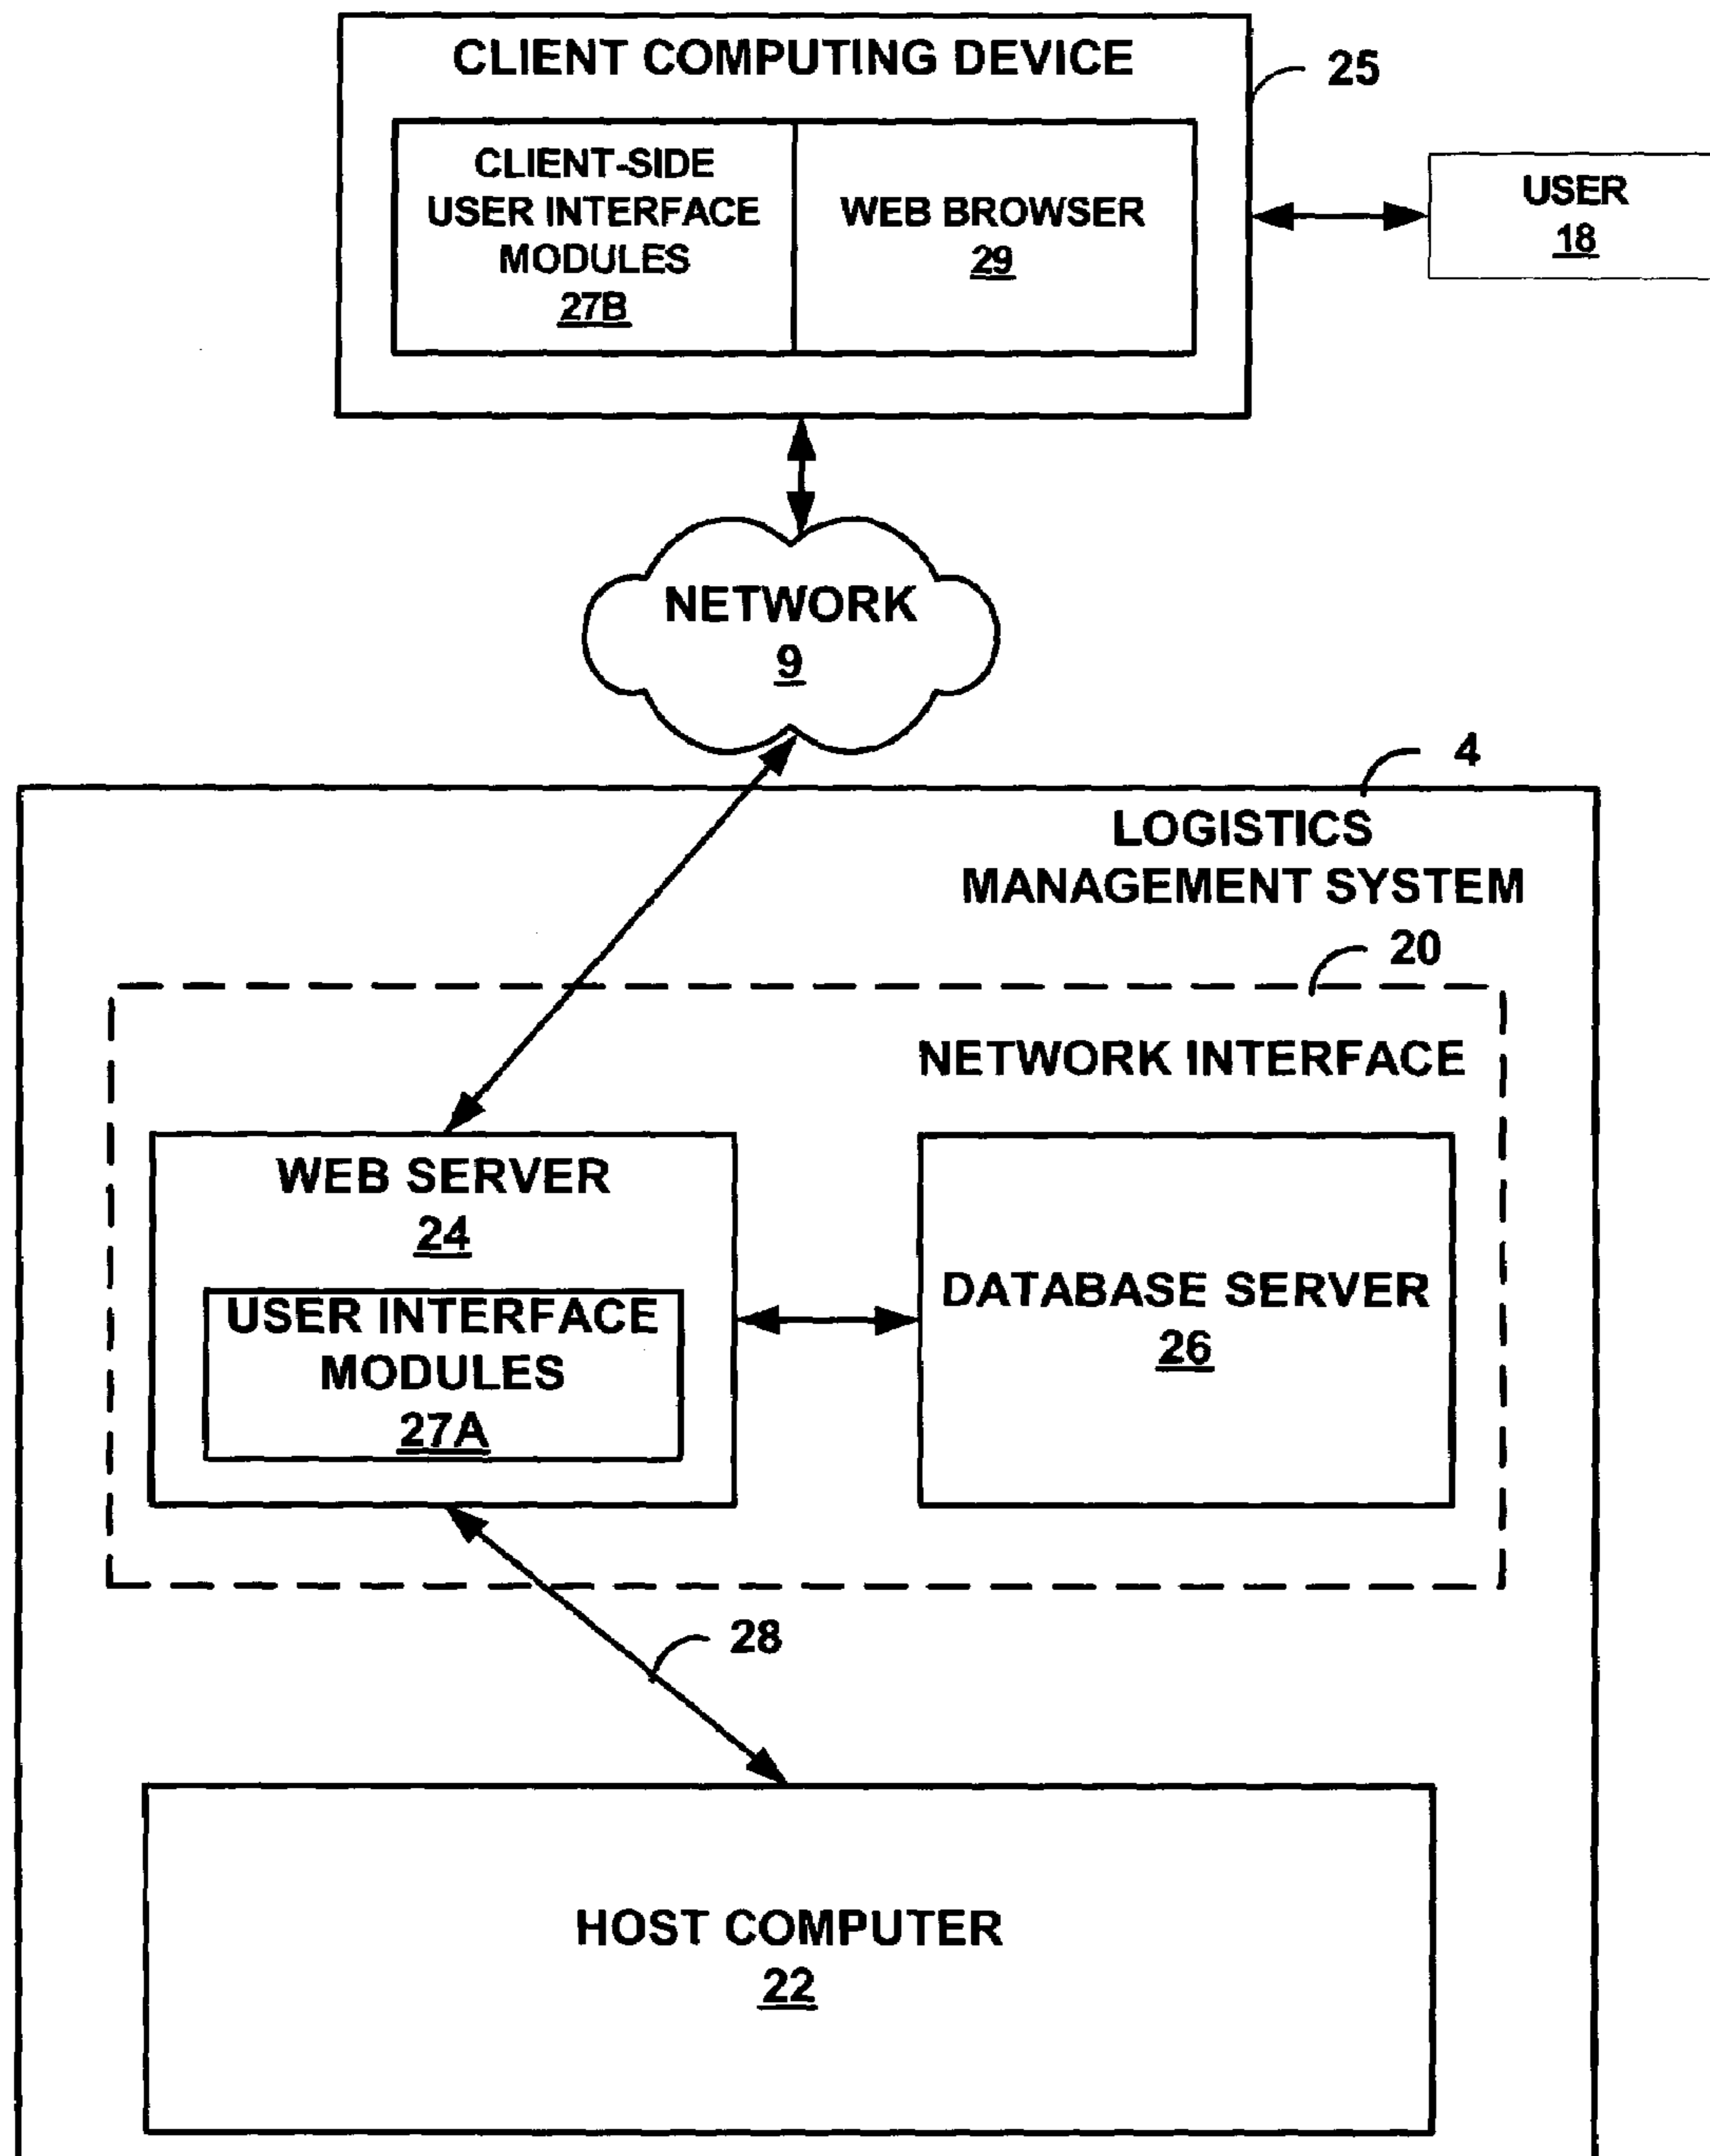 CLIENT COMPUTING DEVICE
25
CLIENT-SIDE
USER INTERFACE
MODULES
27B
WEB BROWSER
29
USER
18
NETWORK
9
4
LOGISTICS
MANAGEMENT SYSTEM
20
NETWORK INTERFACE
WEB SERVER
24
USER INTERFACE
MODULES
27A
DATABASE SERVER
26
28
HOST COMPUTER
22